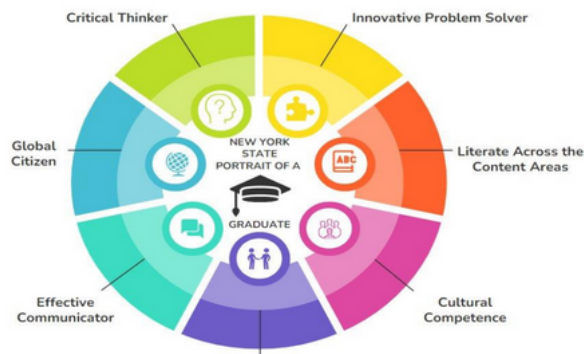 Critical Thinker
Innovative Problem Solver
Global
Citizen
NEW YORK
STATE
PORTRAIT OF A
GRADUATE
?
ABC
Literate Across the
Content Areas
Effective
Communicator
Cultural
Competence